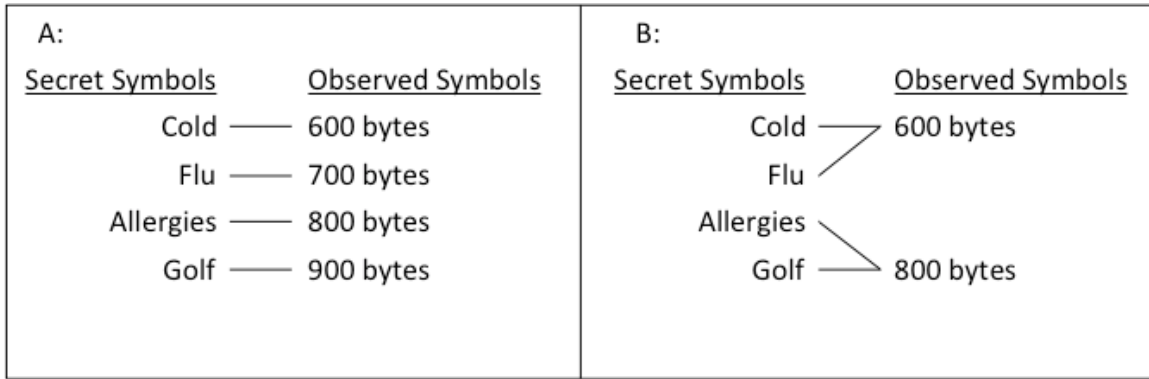 A:
Secret Symbols Observed Symbols
Cold 600 bytes
Flu 700 bytes
Allergies 800 bytes
Golf 900 bytes
B:
Secret Symbols Observed Symbols
Cold 600 bytes
Flu
Allergies
Golf 800 bytes